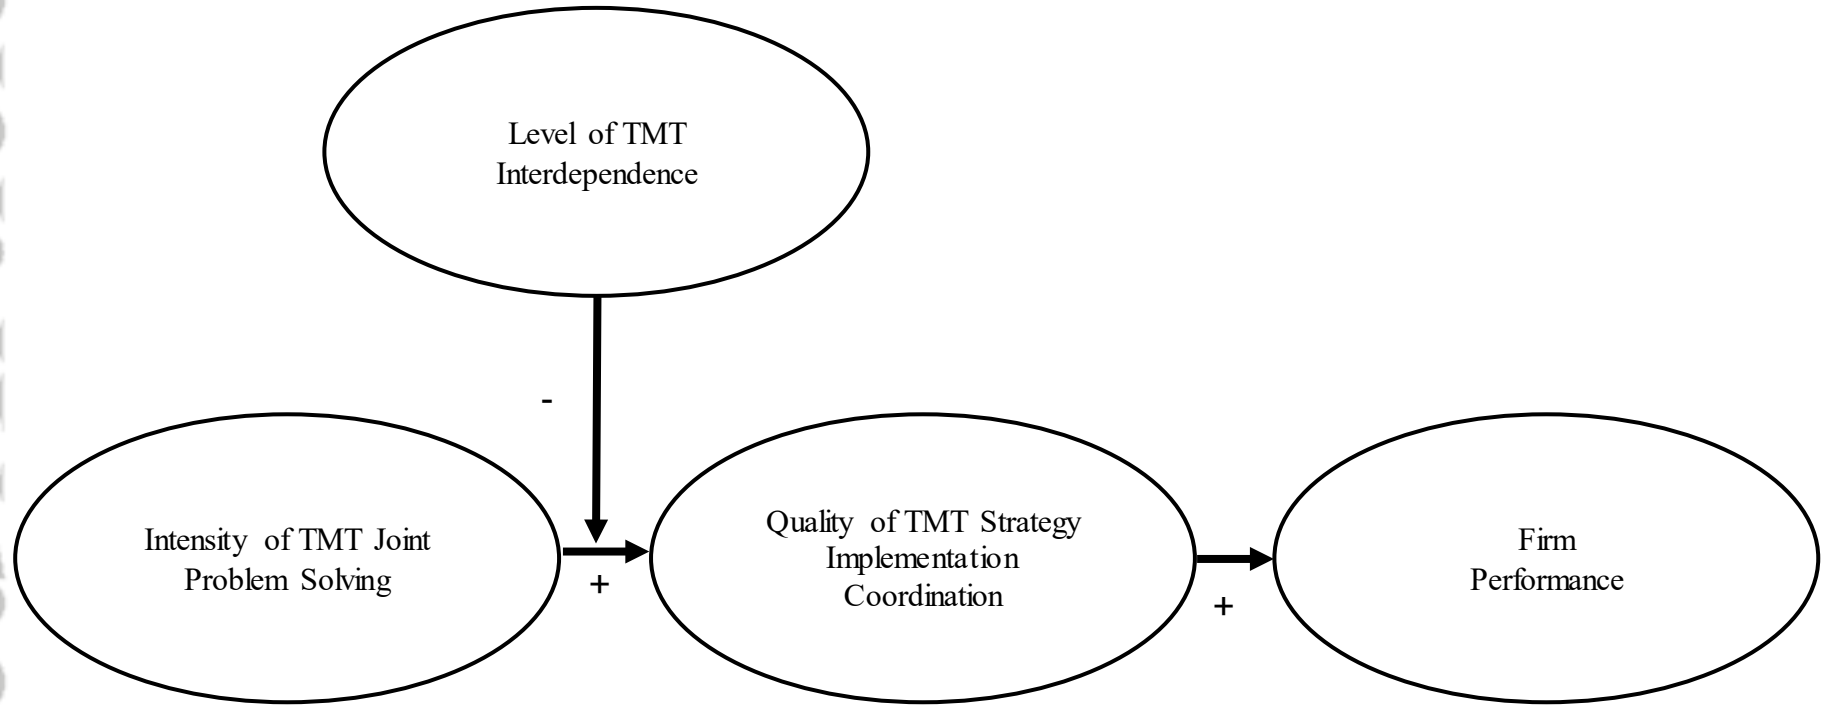 Level of TMT
Interdependence
-
Intensity of TMT Joint
Problem Solving
+
Quality of TMT Strategy
Implementation
Coordination
+
Firm
Performance